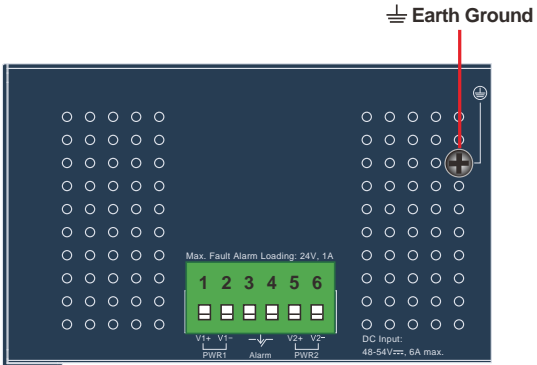 Earth Ground
Max. Fault Alarm Loading: 24V, 1A
1 2 3 4 5 6
V1+ V1− V2+ V2−
PWR1 Alarm PWR2
DC Input:
48-54V⎓, 6A max.